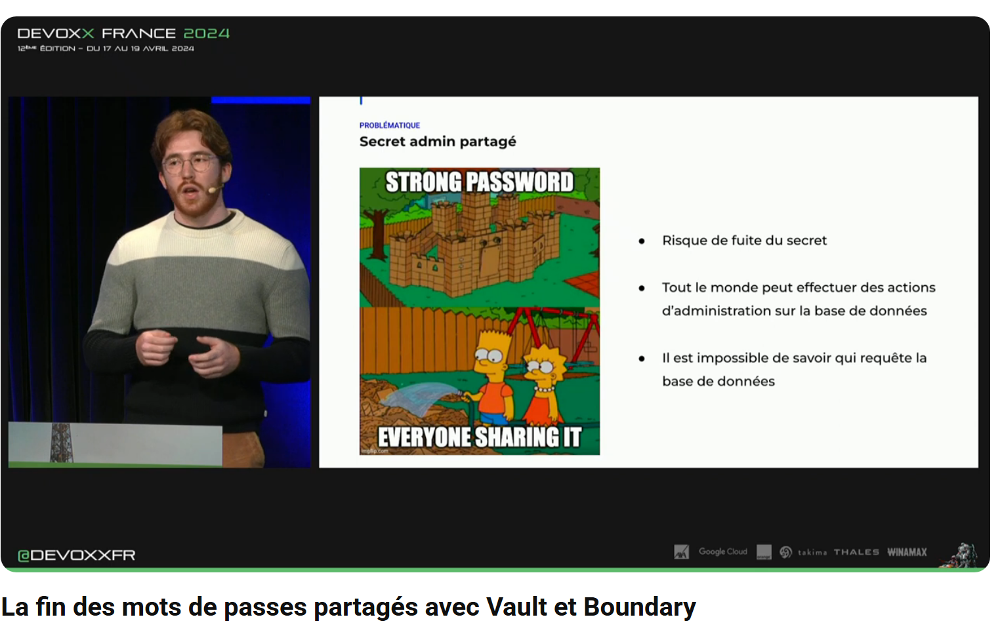 DEVOXX FRANCE 2024
12ÈME ÉDITION - DU 17 AU 19 AVRIL 2024
PROBLÉMATIQUE
Secret admin partagé
STRONG PASSWORD
EVERYONE SHARING IT
imgflip.com
● Risque de fuite du secret
● Tout le monde peut effectuer des actions
d'administration sur la base de données
● Il est impossible de savoir qui requête la
base de données
@DEVOXXFR
AXA Google Cloud orange takima THALES WINAMAX
La fin des mots de passes partagés avec Vault et Boundary